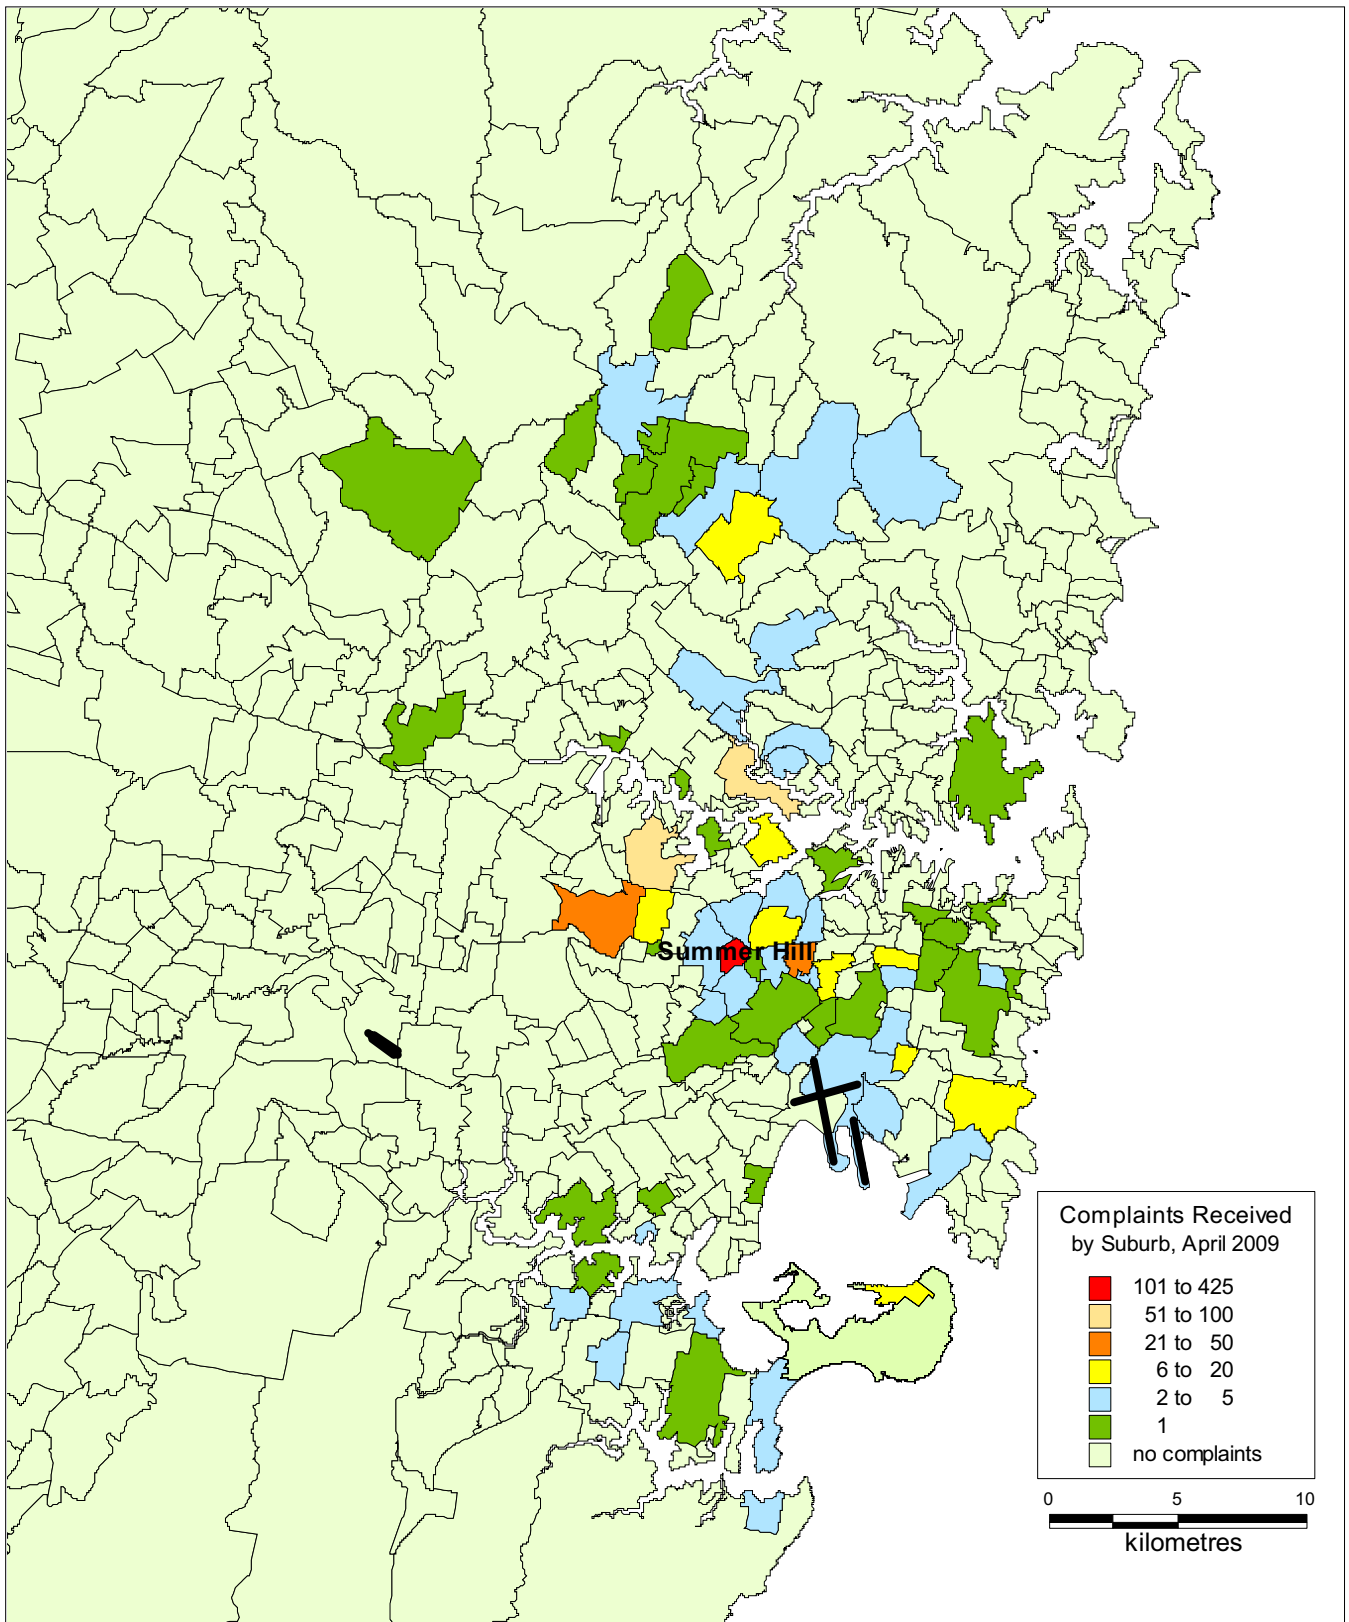 Summer Hill
Complaints Received
by Suburb, April 2009
101 to 425
51 to 100
21 to 50
6 to 20
2 to 5
1
no complaints
0 5 10
kilometres